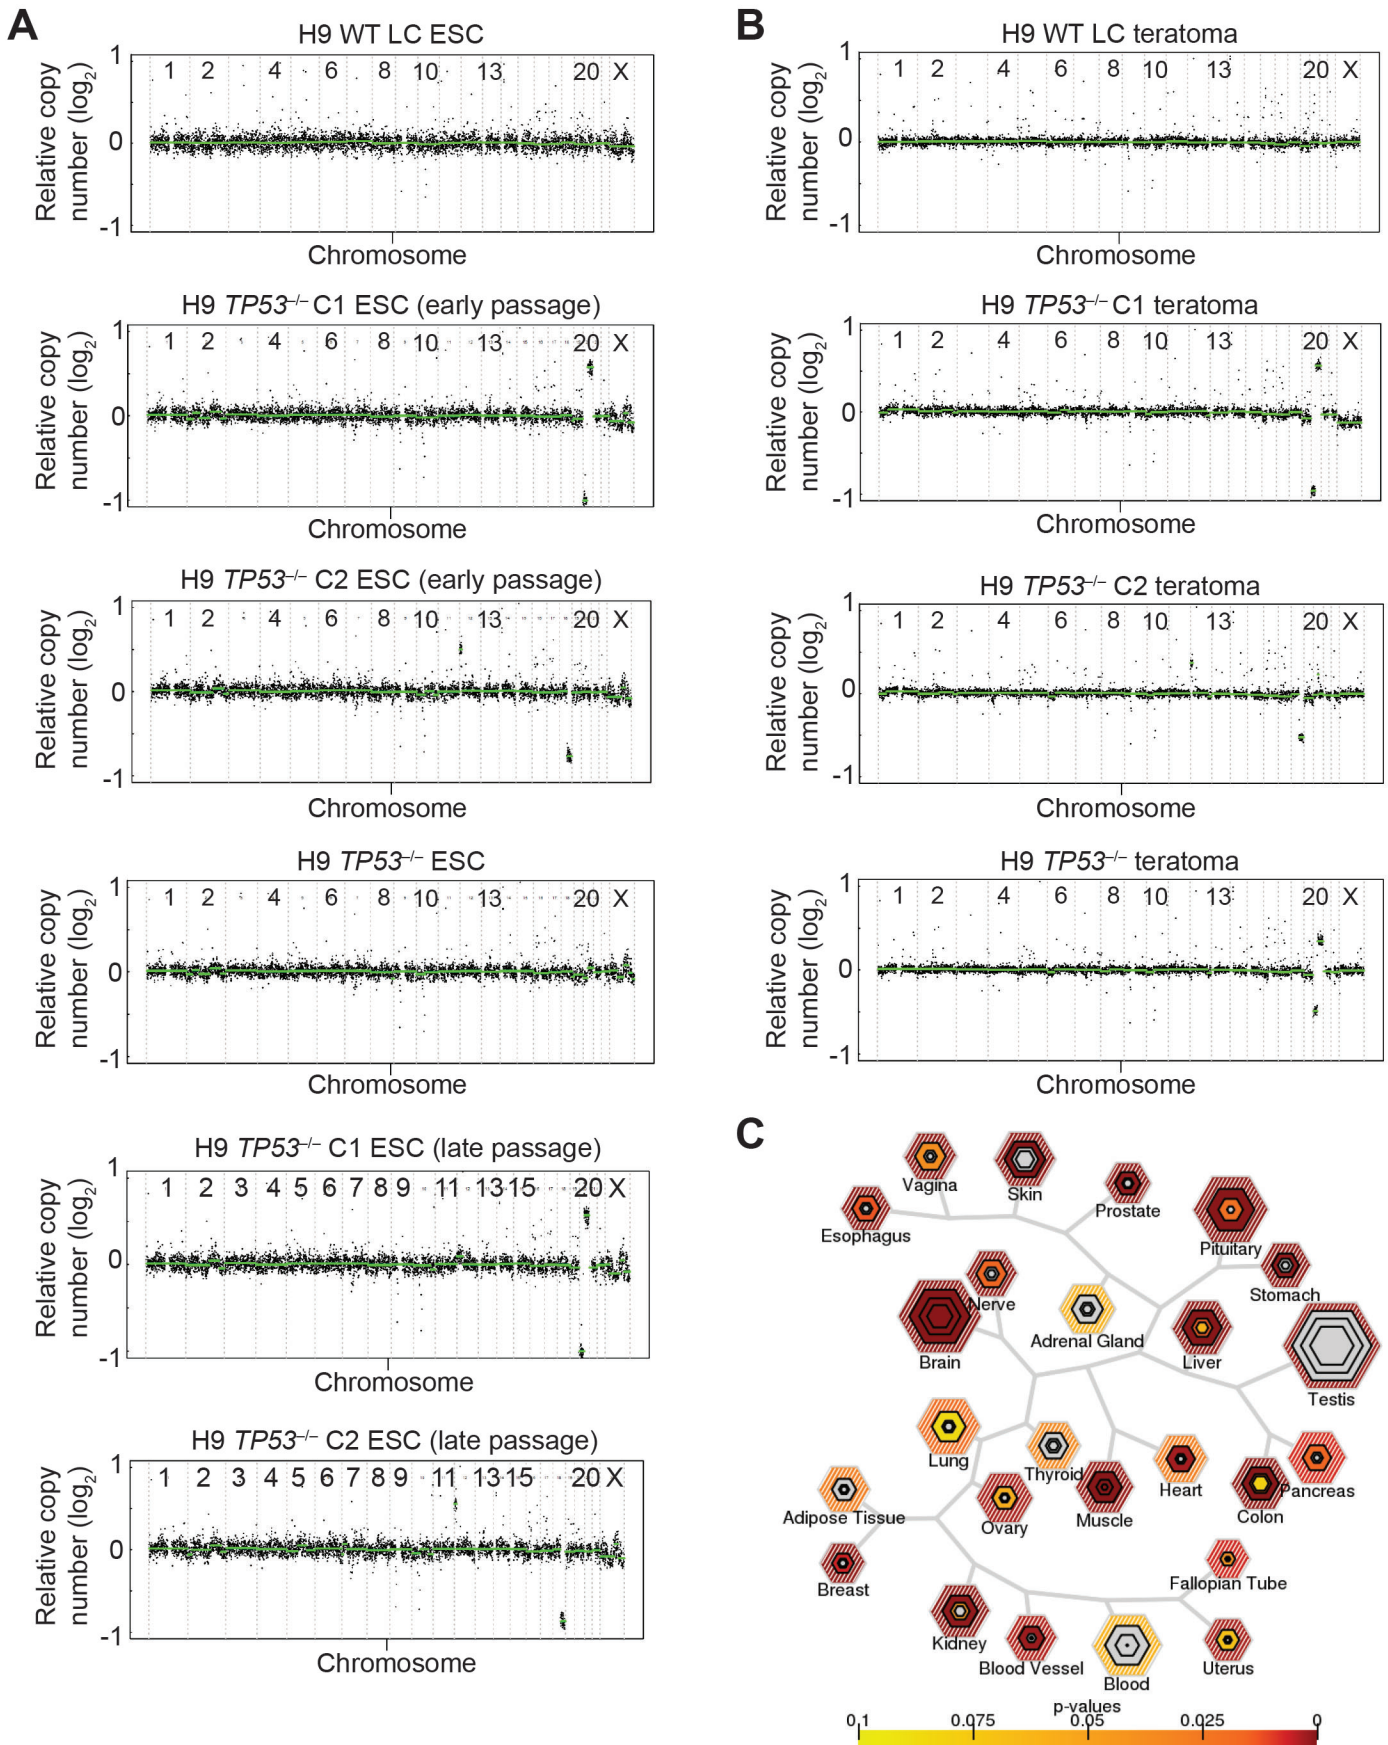 A
H9 WT LC ESC
Relative copy
number (log2)
1
0
-1
1 2 4 6 8 10 13 20 X
Chromosome
H9 TP53–/– C1 ESC (early passage)
Relative copy
number (log2)
1
0
-1
1 2 4 6 8 10 13 20 X
Chromosome
H9 TP53–/– C2 ESC (early passage)
Relative copy
number (log2)
1
0
-1
1 2 4 6 8 10 13 20 X
Chromosome
H9 TP53–/– ESC
Relative copy
number (log2)
1
0
-1
1 2 4 6 8 10 13 20 X
Chromosome
H9 TP53–/– C1 ESC (late passage)
Relative copy
number (log2)
1
0
-1
1 2 3 4 5 6 7 8 9 11 13 15 20 X
Chromosome
H9 TP53–/– C2 ESC (late passage)
Relative copy
number (log2)
1
0
-1
1 2 3 4 5 6 7 8 9 11 13 15 20 X
Chromosome
B
H9 WT LC teratoma
Relative copy
number (log2)
1
0
-1
1 2 4 6 8 10 13 20 X
Chromosome
H9 TP53–/– C1 teratoma
Relative copy
number (log2)
1
0
-1
1 2 4 6 8 10 13 20 X
Chromosome
H9 TP53–/– C2 teratoma
Relative copy
number (log2)
1
0
-1
1 2 4 6 8 10 13 20 X
Chromosome
H9 TP53–/– teratoma
Relative copy
number (log2)
1
0
-1
1 2 4 6 8 10 13 20 X
Chromosome
C
Vagina
Skin
Prostate
Esophagus
Pituitary
Stomach
Nerve
Adrenal Gland
Brain
Liver
Testis
Lung
Thyroid
Heart
Pancreas
Adipose Tissue
Ovary
Muscle
Colon
Breast
Fallopian Tube
Kidney
Blood Vessel
Blood
Uterus
p-values
0.1 0.075 0.05 0.025 0